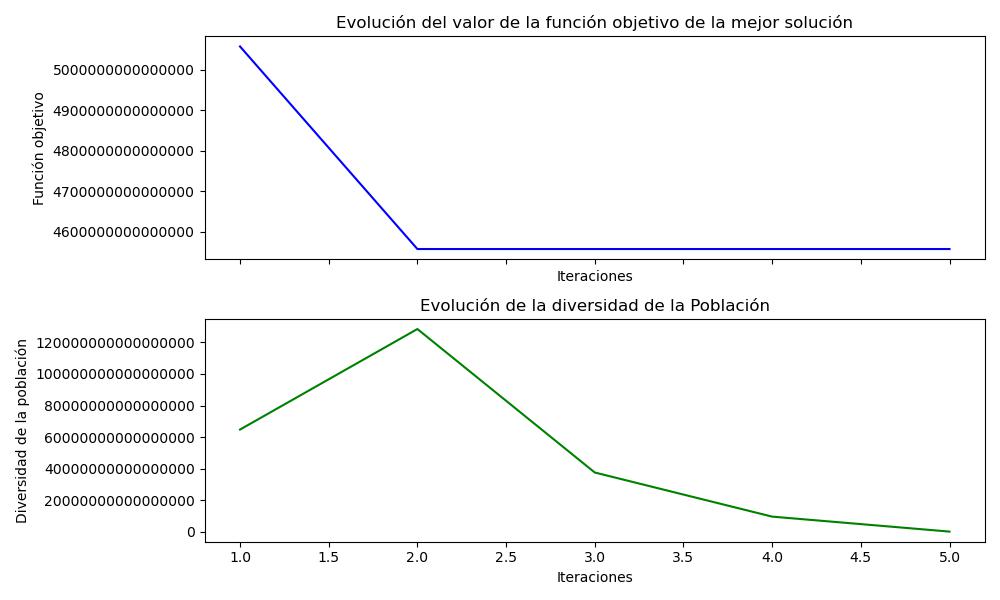 Evolución del valor de la función objetivo de la mejor solución
5000000000000000
4900000000000000
4800000000000000
4700000000000000
4600000000000000
Función objetivo
Iteraciones
Evolución de la diversidad de la Población
120000000000000000
100000000000000000
80000000000000000
60000000000000000
40000000000000000
20000000000000000
0
Diversidad de la población
1.0 1.5 2.0 2.5 3.0 3.5 4.0 4.5 5.0
Iteraciones